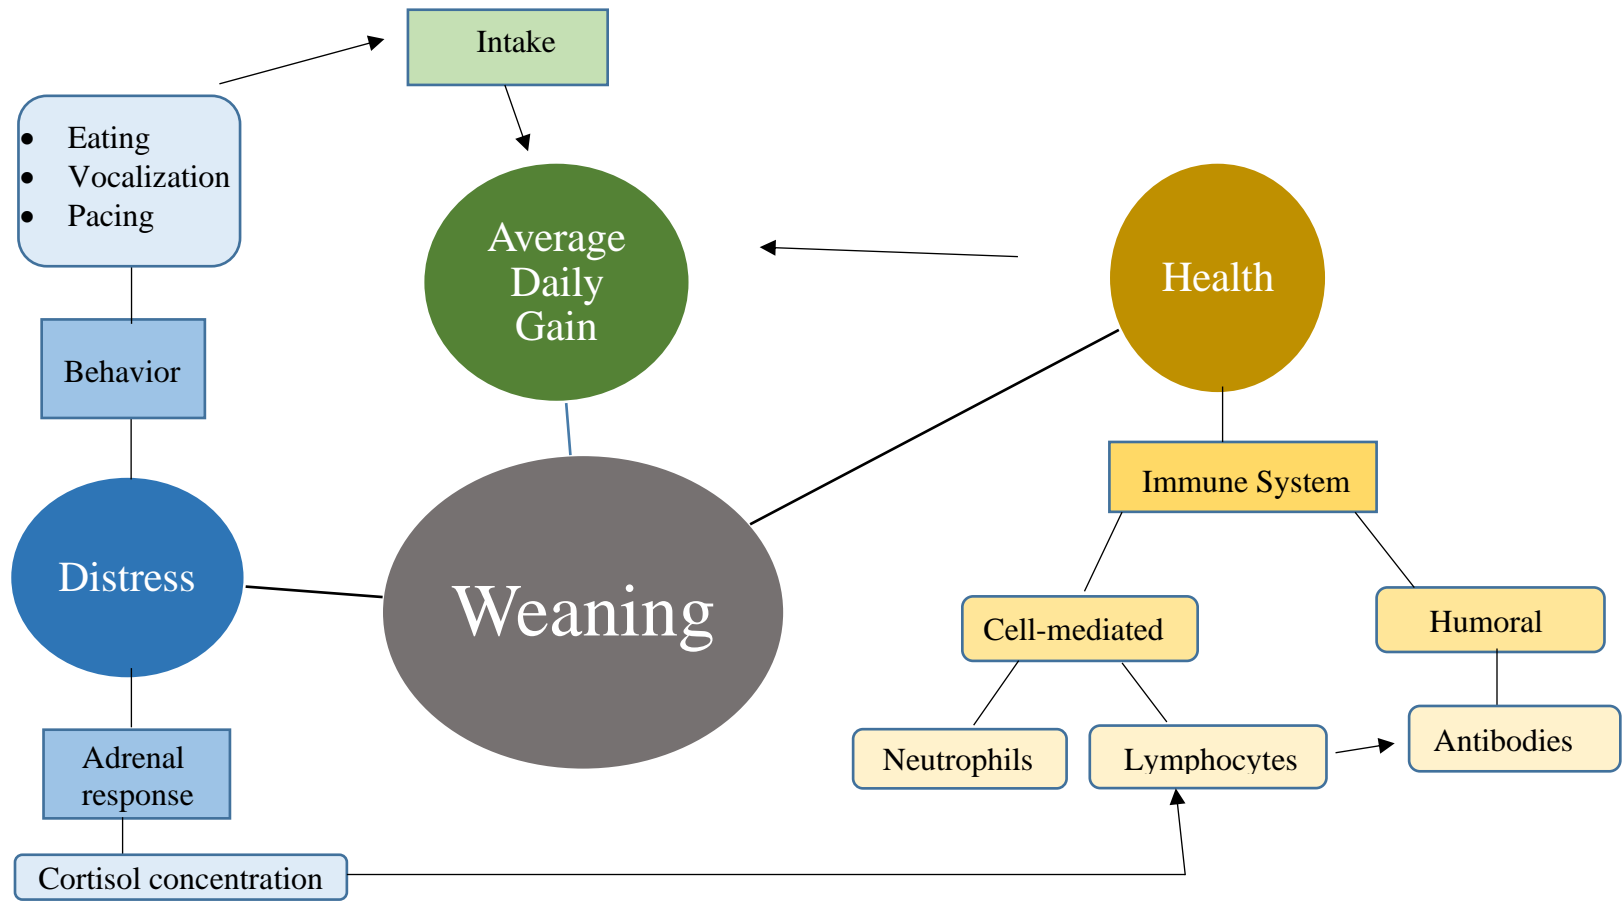 Intake
• Eating
• Vocalization
• Pacing
Average
Daily
Gain
Health
Behavior
Immune System
Distress
Weaning
Cell-mediated
Humoral
Adrenal
response
Neutrophils
Lymphocytes
Antibodies
Cortisol concentration